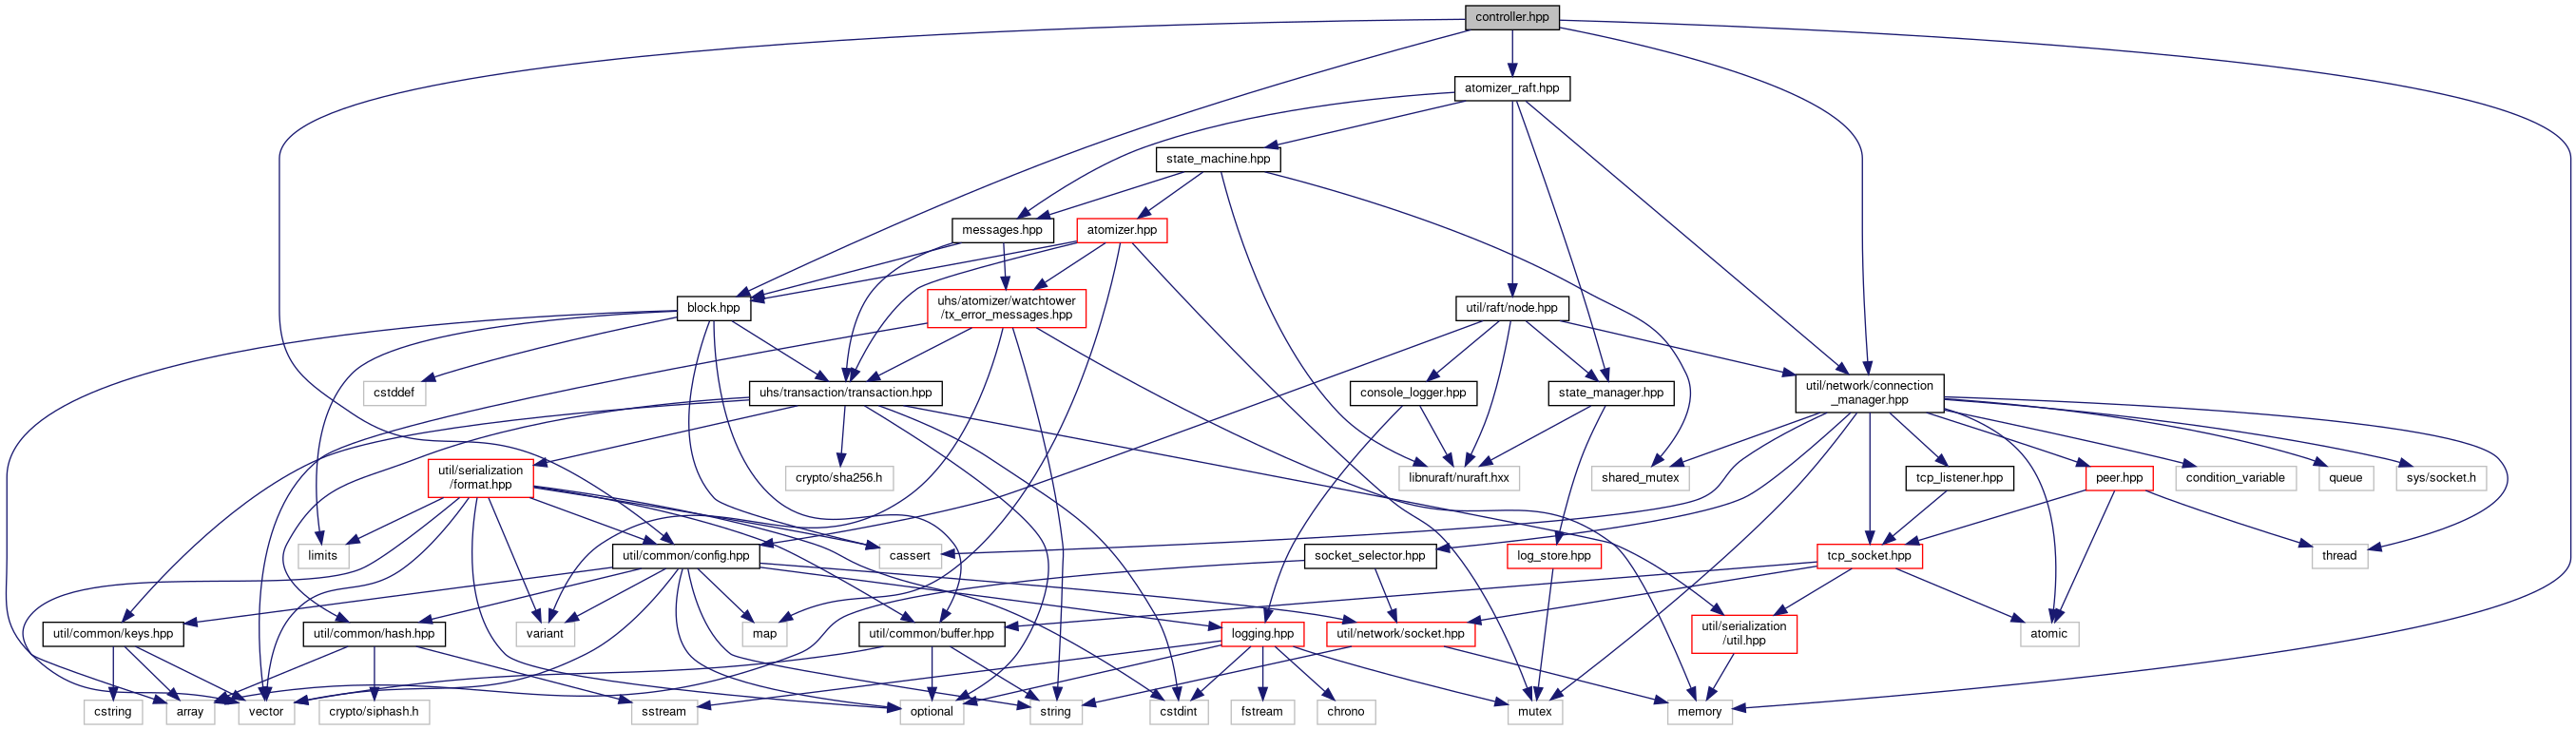 controller.hpp
atomizer_raft.hpp
state_machine.hpp
messages.hpp
atomizer.hpp
block.hpp
uhs/atomizer/watchtower
/tx_error_messages.hpp
util/raft/node.hpp
cstddef
uhs/transaction/transaction.hpp
console_logger.hpp
state_manager.hpp
util/network/connection
_manager.hpp
util/serialization
/format.hpp
crypto/sha256.h
libnuraft/nuraft.hxx
shared_mutex
tcp_listener.hpp
peer.hpp
condition_variable
queue
sys/socket.h
limits
util/common/config.hpp
cassert
socket_selector.hpp
log_store.hpp
tcp_socket.hpp
thread
util/common/keys.hpp
util/common/hash.hpp
variant
map
util/common/buffer.hpp
logging.hpp
util/network/socket.hpp
util/serialization
/util.hpp
atomic
cstring
array
vector
crypto/siphash.h
sstream
optional
string
cstdint
fstream
chrono
mutex
memory